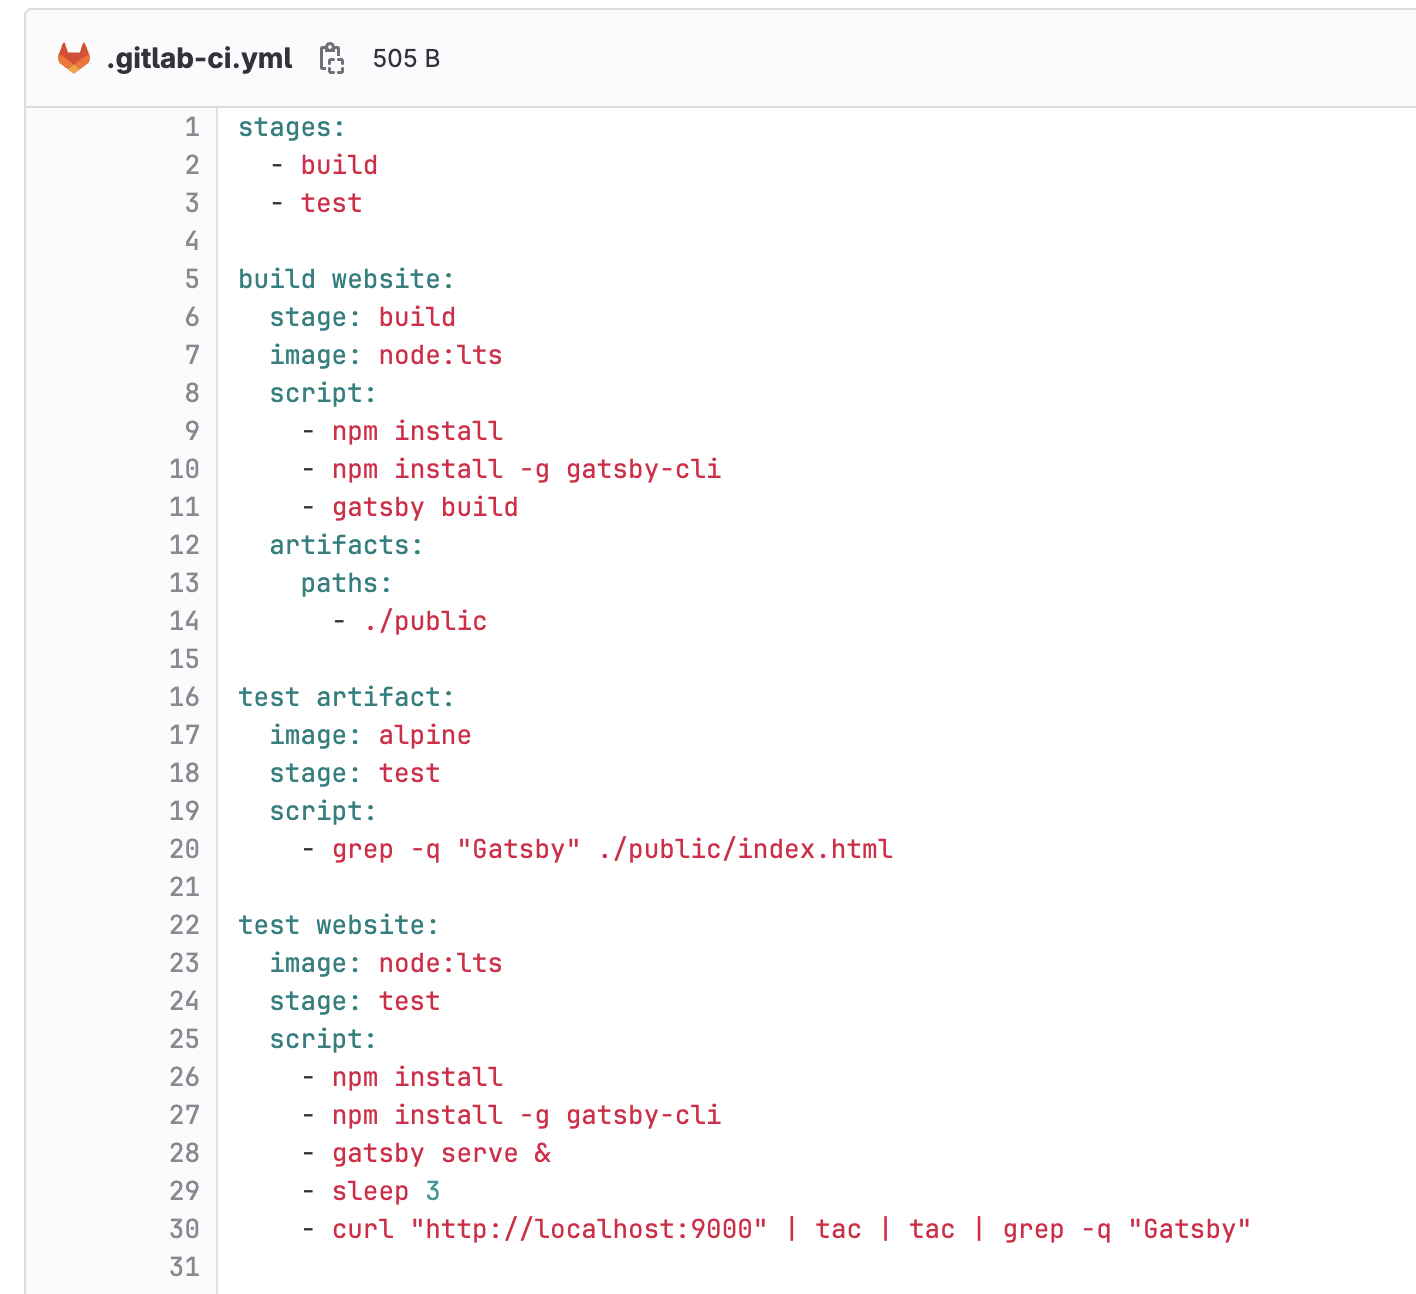 .gitlab-ci.yml 505 B
1 stages:
2   - build
3   - test
4
5 build website:
6   stage: build
7   image: node:lts
8   script:
9     - npm install
10     - npm install -g gatsby-cli
11     - gatsby build
12   artifacts:
13     paths:
14       - ./public
15
16 test artifact:
17   image: alpine
18   stage: test
19   script:
20     - grep -q "Gatsby" ./public/index.html
21
22 test website:
23   image: node:lts
24   stage: test
25   script:
26     - npm install
27     - npm install -g gatsby-cli
28     - gatsby serve &
29     - sleep 3
30     - curl "http://localhost:9000" | tac | tac | grep -q "Gatsby"
31